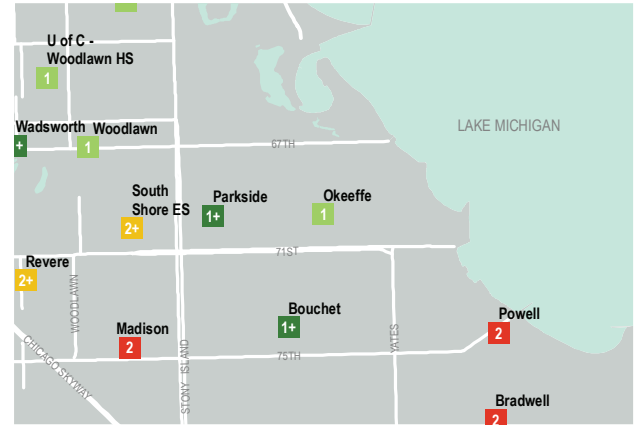 U of C -
Woodlawn HS
1
LAKE MICHIGAN
Wadsworth
Woodlawn
+
1
67TH
South
Shore ES
2+
Parkside
1+
Okeeffe
1
71ST
Revere
2+
WOODLAWN
Madison
2
Bouchet
1+
Powell
2
CHICAGO SKYWAY
STONY ISLAND
75TH
YATES
Bradwell
2